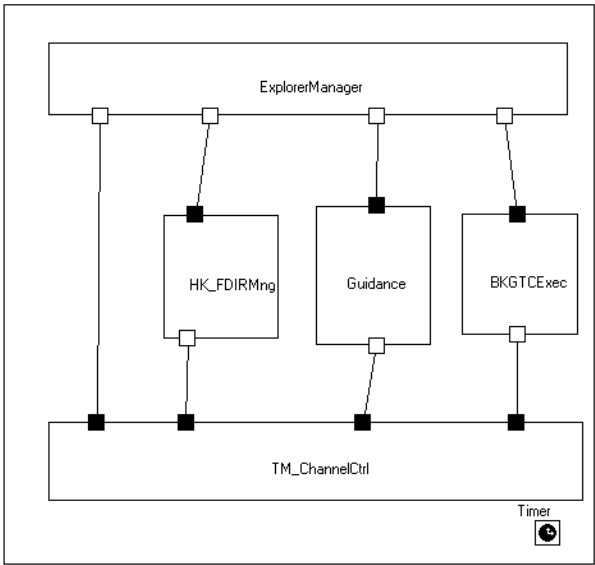 ExplorerManager
HK_FDIRMng
Guidance
BKGTCExec
TM_ChannelCtrl
Timer